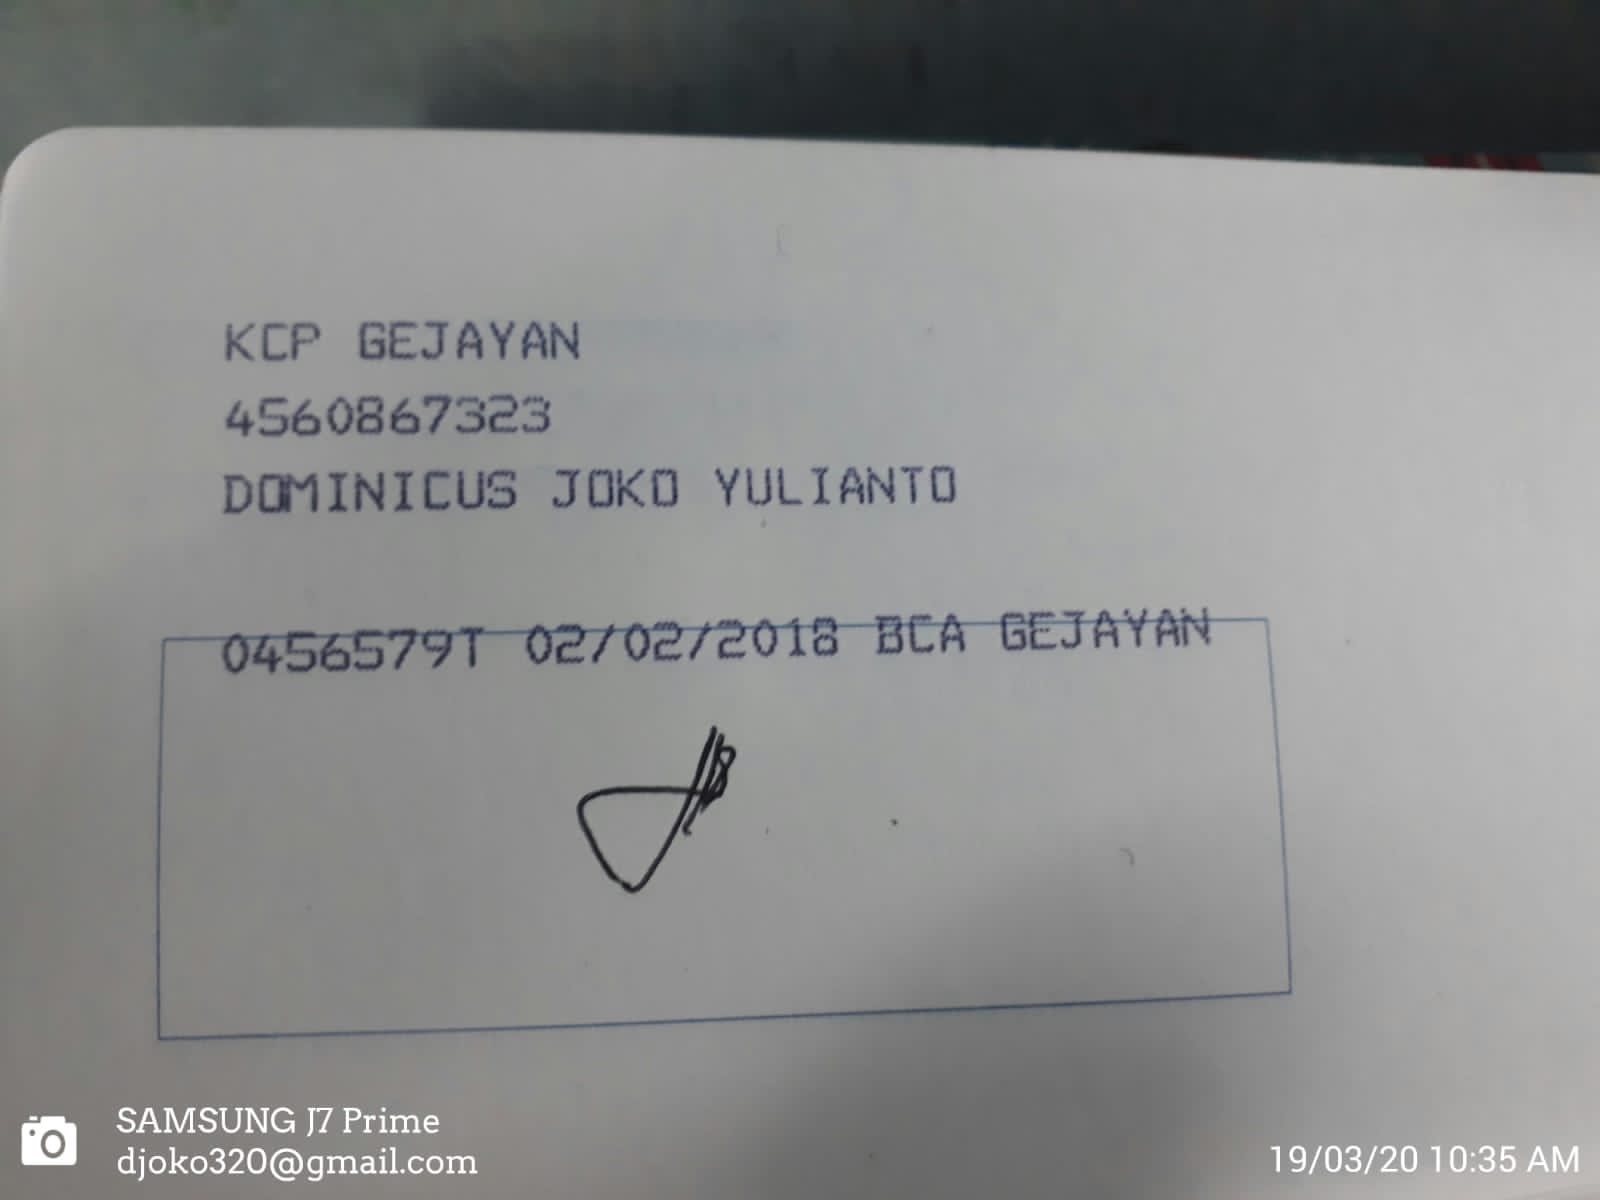 KCP GEJAYAN
4560867323
DOMINICUS JOKO YULIANTO
0456579T 02/02/2018 BCA GEJAYAN
SAMSUNG J7 Prime
djoko320@gmail.com
19/03/20 10:35 AM